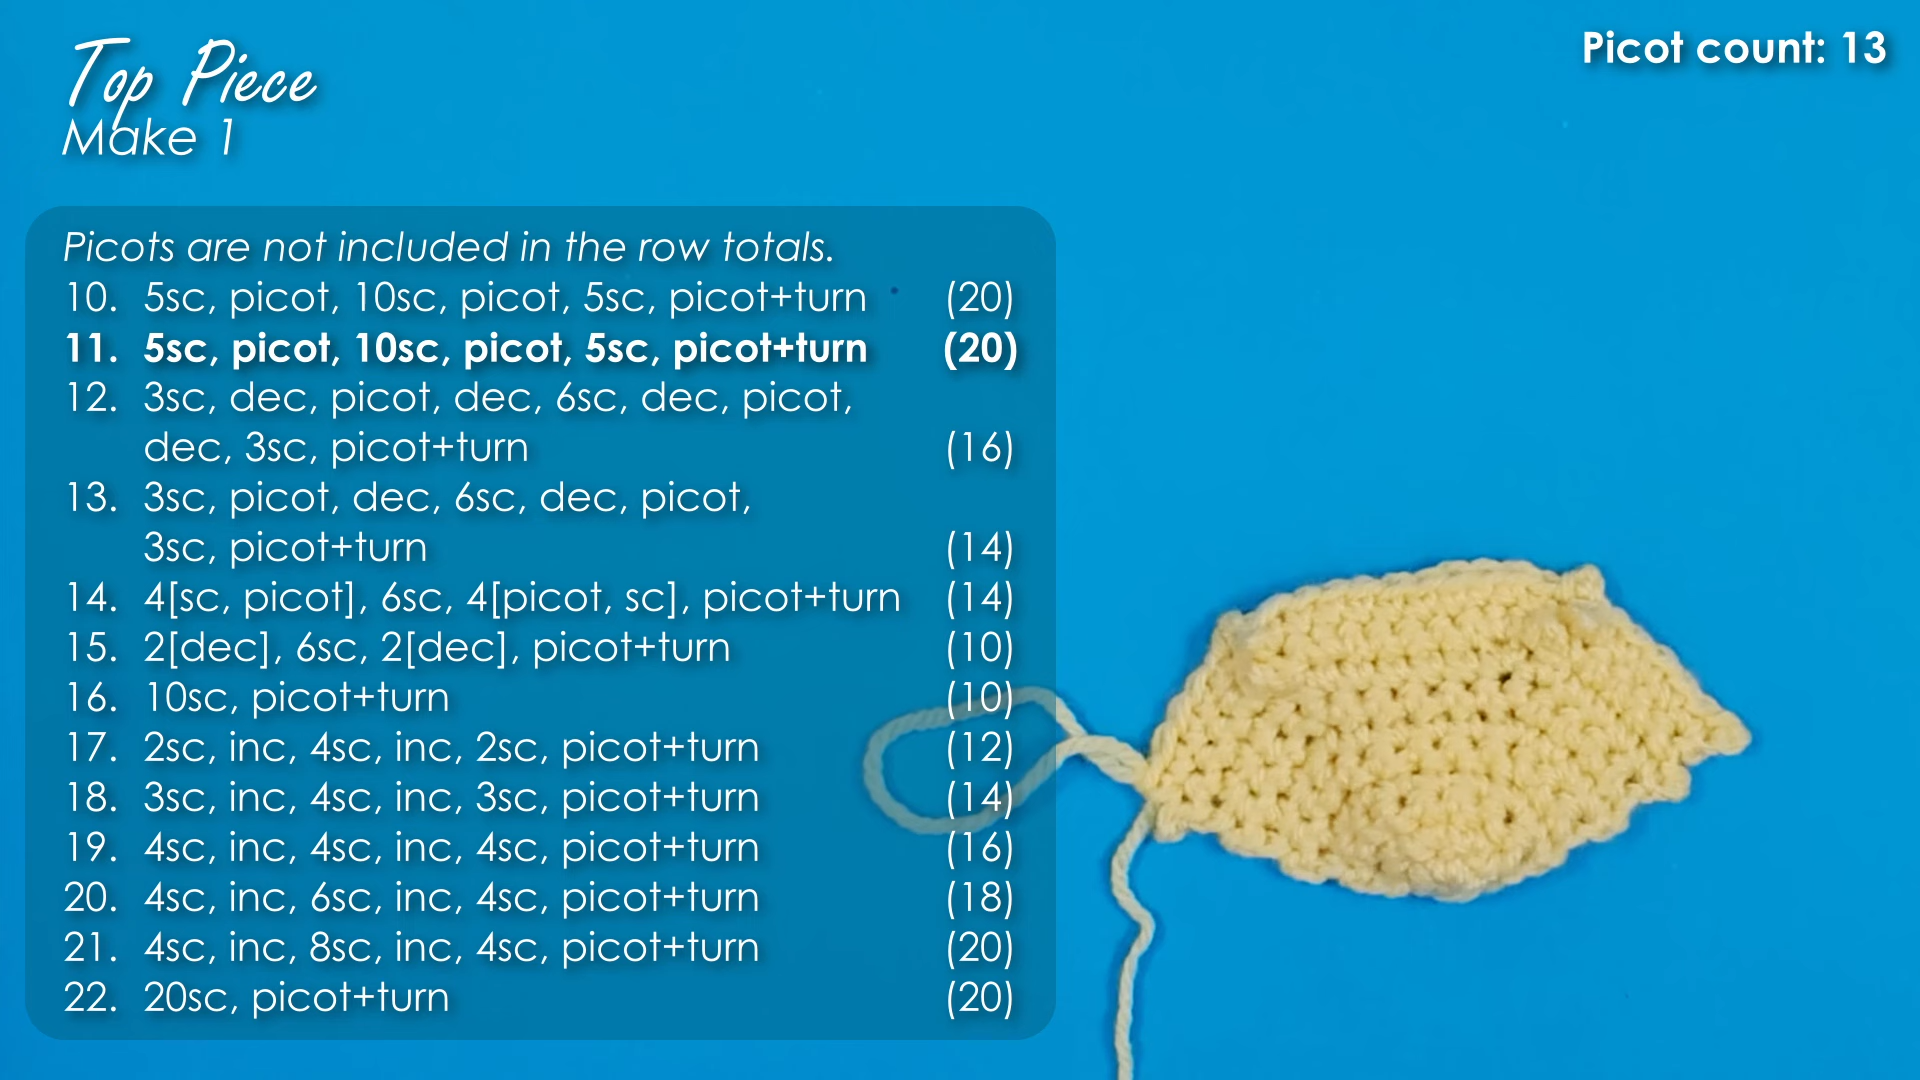 Top Piece
Make 1
Picot count: 13
Picots are not included in the row totals.
10. 5sc, picot, 10sc, picot, 5sc, picot+turn (20)
11. 5sc, picot, 10sc, picot, 5sc, picot+turn (20)
12. 3sc, dec, picot, dec, 6sc, dec, picot,
dec, 3sc, picot+turn (16)
13. 3sc, picot, dec, 6sc, dec, picot,
3sc, picot+turn (14)
14. 4[sc, picot], 6sc, 4[picot, sc], picot+turn (14)
15. 2[dec], 6sc, 2[dec], picot+turn (10)
16. 10sc, picot+turn (10)
17. 2sc, inc, 4sc, inc, 2sc, picot+turn (12)
18. 3sc, inc, 4sc, inc, 3sc, picot+turn (14)
19. 4sc, inc, 4sc, inc, 4sc, picot+turn (16)
20. 4sc, inc, 6sc, inc, 4sc, picot+turn (18)
21. 4sc, inc, 8sc, inc, 4sc, picot+turn (20)
22. 20sc, picot+turn (20)